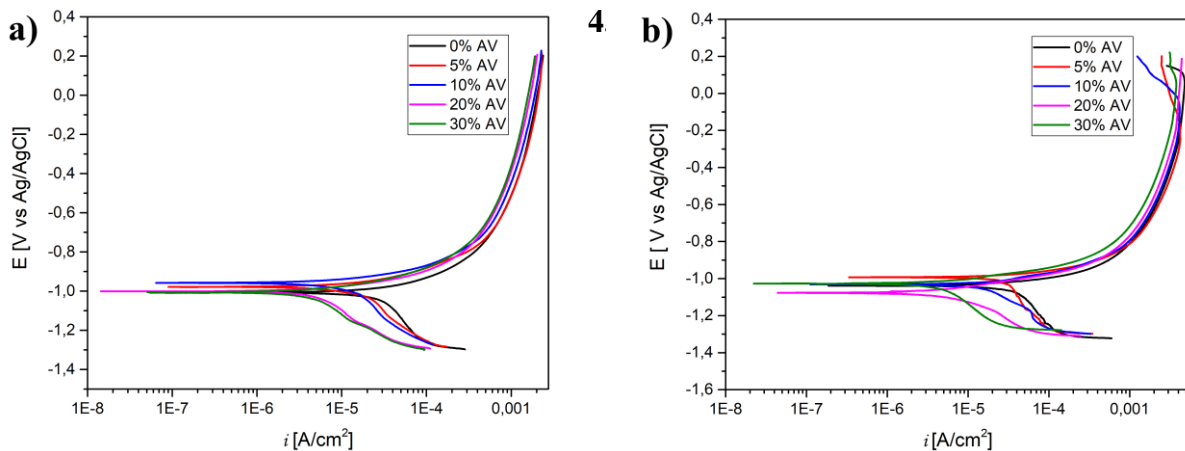 a)
0,4
0,2
0,0
-0,2
-0,4
-0,6
-0,8
-1,0
-1,2
-1,4
E [V vs Ag/AgCl]
0% AV
5% AV
10% AV
20% AV
30% AV
1E-8 1E-7 1E-6 1E-5 1E-4 0,001
i [A/cm²]
4
b)
0,4
0,2
0,0
-0,2
-0,4
-0,6
-0,8
-1,0
-1,2
-1,4
-1,6
E [ V vs Ag/AgCl]
0% AV
5% AV
10% AV
20% AV
30% AV
1E-8 1E-7 1E-6 1E-5 1E-4 0,001
i [A/cm²]